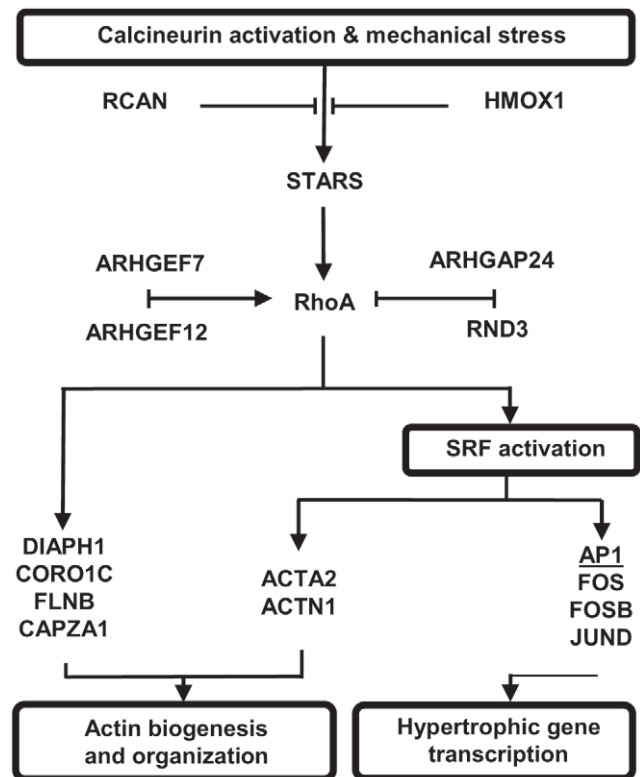 Calcineurin activation & mechanical stress
RCAN
HMOX1
STARS
ARHGEF7
ARHGAP24
RhoA
ARHGEF12
RND3
SRF activation
DIAPH1
CORO1C
FLNB
CAPZA1
ACTA2
ACTN1
AP1
FOS
FOSB
JUND
Actin biogenesis
and organization
Hypertrophic gene
transcription